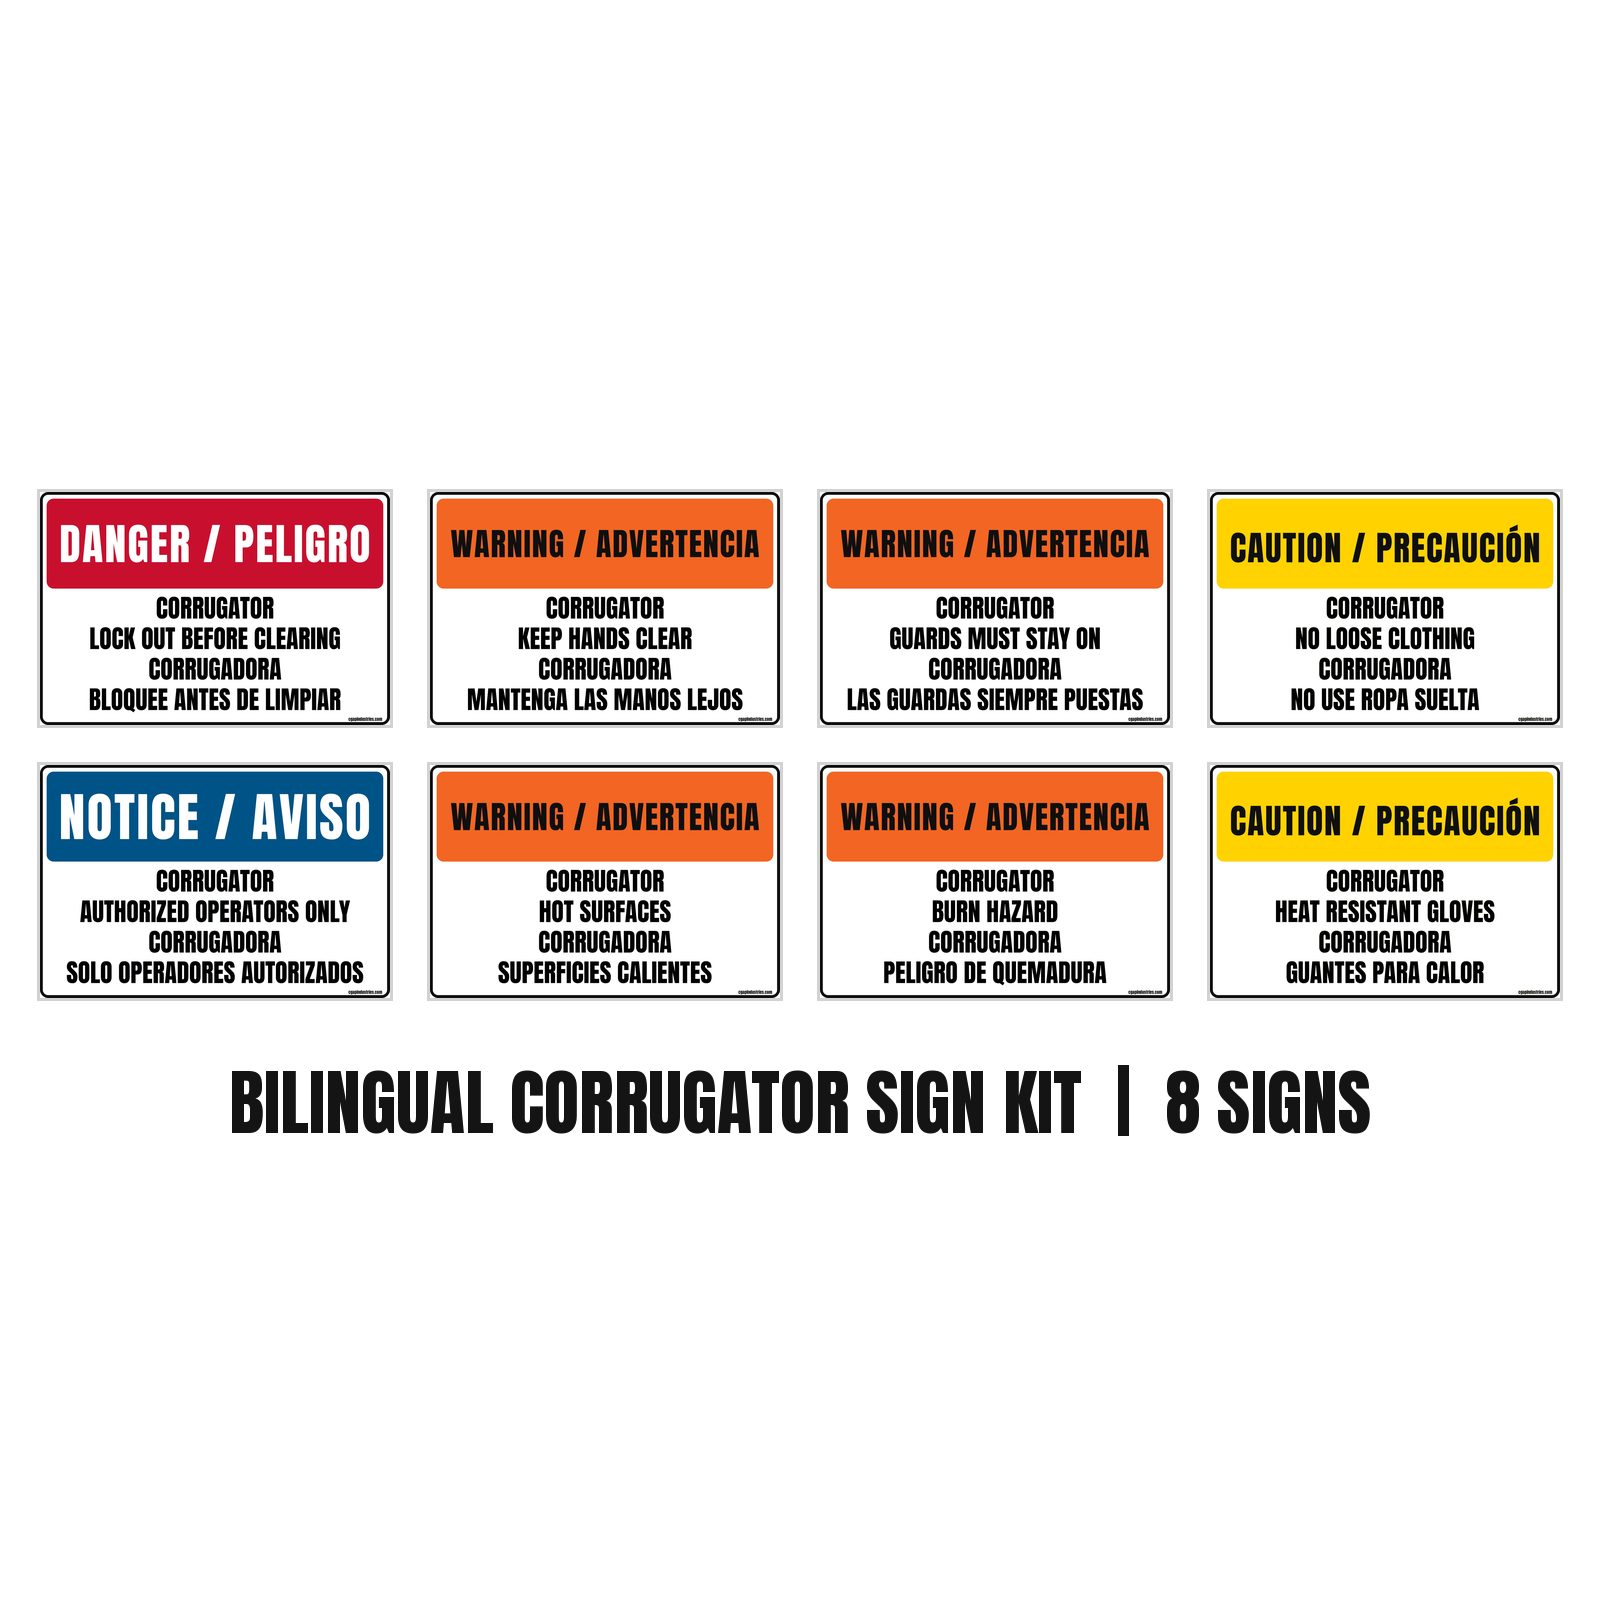 DANGER / PELIGRO
CORRUGATOR
LOCK OUT BEFORE CLEARING
CORRUGADORA
BLOQUEE ANTES DE LIMPIAR
WARNING / ADVERTENCIA
CORRUGATOR
KEEP HANDS CLEAR
CORRUGADORA
MANTENGA LAS MANOS LEJOS
WARNING / ADVERTENCIA
CORRUGATOR
GUARDS MUST STAY ON
CORRUGADORA
LAS GUARDAS SIEMPRE PUESTAS
CAUTION / PRECAUCIÓN
CORRUGATOR
NO LOOSE CLOTHING
CORRUGADORA
NO USE ROPA SUELTA
NOTICE / AVISO
CORRUGATOR
AUTHORIZED OPERATORS ONLY
CORRUGADORA
SOLO OPERADORES AUTORIZADOS
WARNING / ADVERTENCIA
CORRUGATOR
HOT SURFACES
CORRUGADORA
SUPERFICIES CALIENTES
WARNING / ADVERTENCIA
CORRUGATOR
BURN HAZARD
CORRUGADORA
PELIGRO DE QUEMADURA
CAUTION / PRECAUCIÓN
CORRUGATOR
HEAT RESISTANT GLOVES
CORRUGADORA
GUANTES PARA CALOR
BILINGUAL CORRUGATOR SIGN KIT | 8 SIGNS